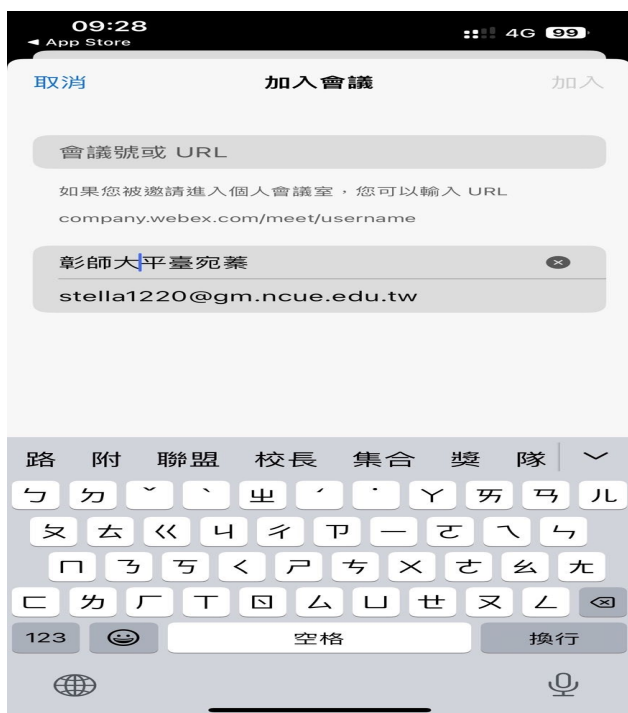 09:28
◀ App Store
4G 99
取消 加入會議 加入
會議號或 URL
如果您被邀請進入個人會議室，您可以輸入 URL
company.webex.com/meet/username
彰師大平臺宛蓁
stella1220@gm.ncue.edu.tw
路 附 聯盟 校長 集合 獎 隊
ㄅ ㄉ ˇ ˋ ㄓ ˊ ˙ ㄚ ㄞ ㄢ ㄦ
ㄆ ㄊ ㄍ ㄐ ㄔ ㄗ 一 ㄛ ㄟ ㄣ
ㄇ ㄋ ㄎ ㄑ ㄕ ㄘ ㄨ ㄜ ㄠ ㄤ
ㄈ ㄌ ㄏ ㄒ ㄖ ㄙ ㄩ ㄝ ㄡ ㄥ
123 空格 換行